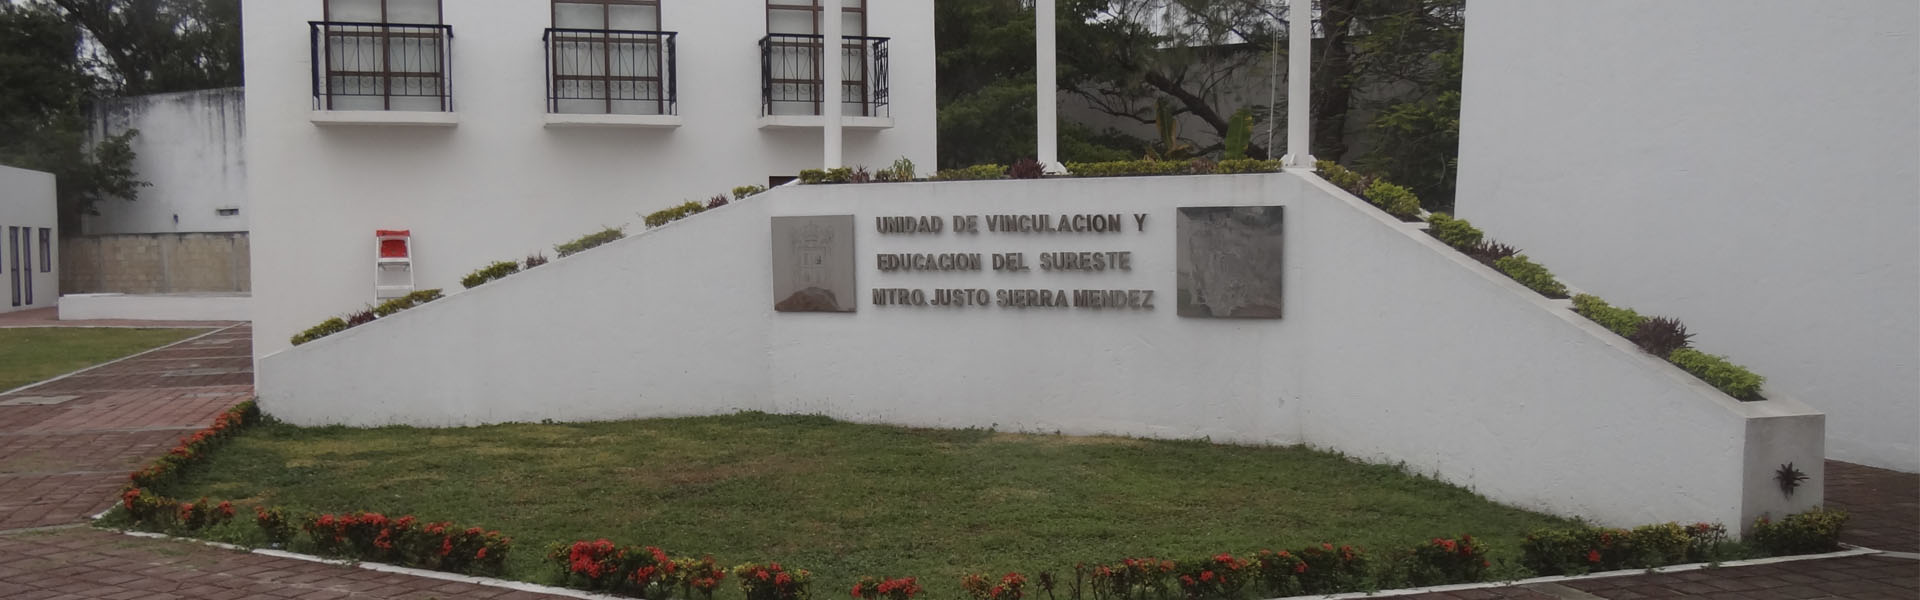 UNIDAD DE VINCULACION Y
EDUCACION DEL SURESTE
MTRO. JUSTO SIERRA MENDEZ